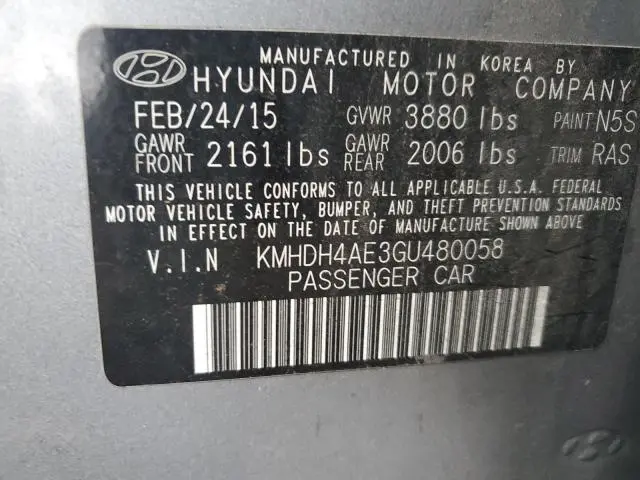 MANUFACTURED IN KOREA BY
HYUNDAI MOTOR COMPANY
FEB/24/15 GVWR 3880 lbs PAINT N5S
GAWR FRONT 2161 lbs GAWR REAR 2006 lbs TRIM RAS
THIS VEHICLE CONFORMS TO ALL APPLICABLE U.S.A. FEDERAL
MOTOR VEHICLE SAFETY, BUMPER, AND THEFT PREVENTION STANDARDS
IN EFFECT ON THE DATE OF MANUFACTURE SHOWN ABOVE
V.I.N KMHDH4AE3GU480058
PASSENGER CAR